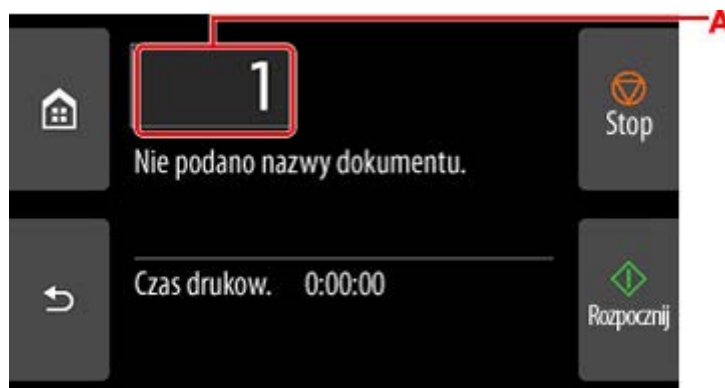 A
1
Stop
Nie podano nazwy dokumentu.
Czas drukow. 0:00:00
Rozpocznij